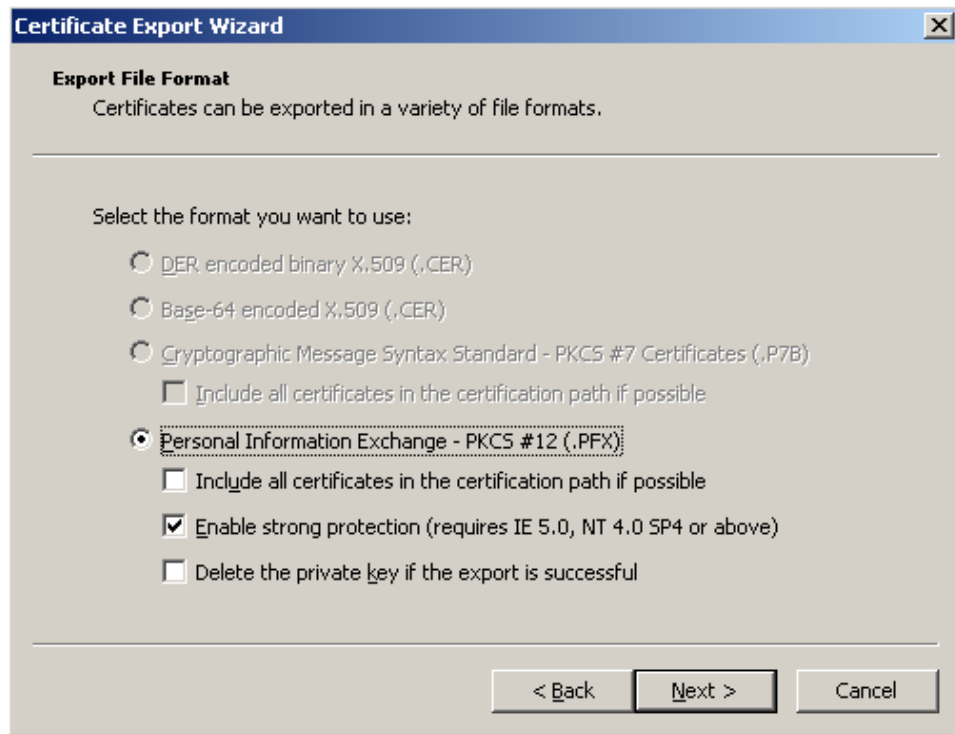 Certificate Export Wizard
Export File Format
Certificates can be exported in a variety of file formats.
Select the format you want to use:
DER encoded binary X.509 (.CER)
Base-64 encoded X.509 (.CER)
Cryptographic Message Syntax Standard - PKCS #7 Certificates (.P7B)
Include all certificates in the certification path if possible
Personal Information Exchange - PKCS #12 (.PFX)
Include all certificates in the certification path if possible
Enable strong protection (requires IE 5.0, NT 4.0 SP4 or above)
Delete the private key if the export is successful
< Back Next > Cancel